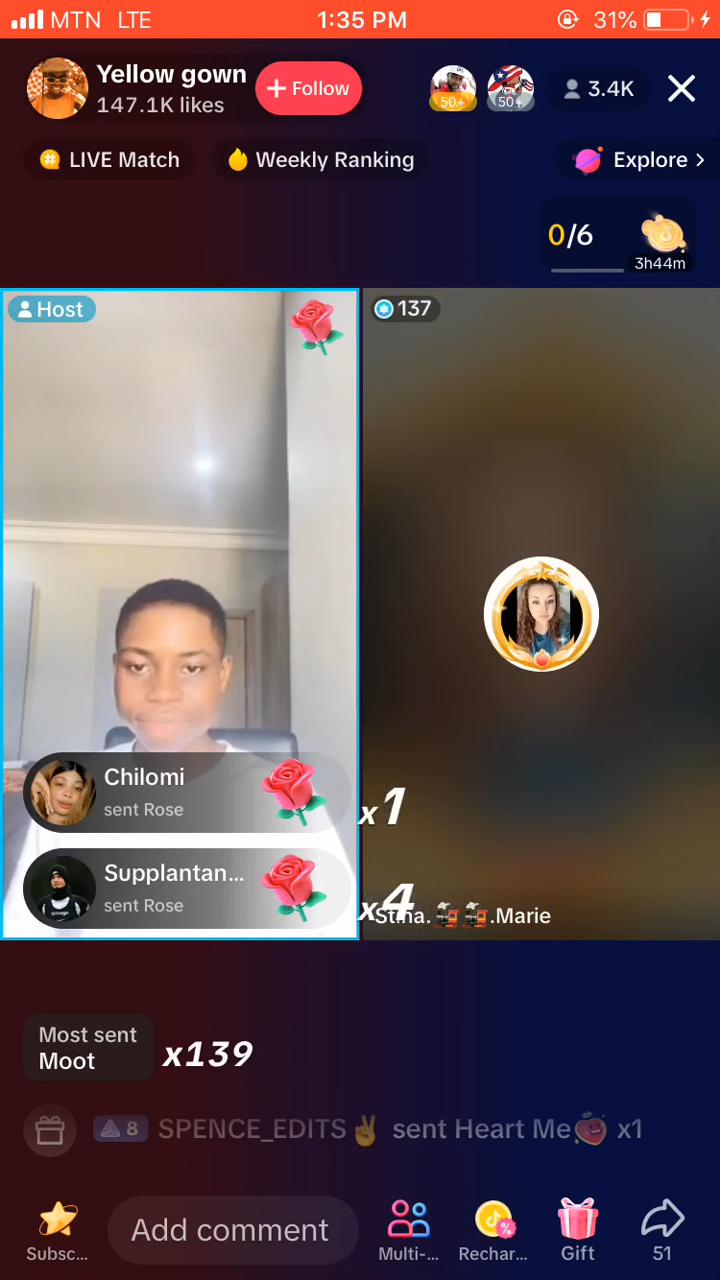 MTN LTE 1:35 PM 31%
Yellow gown
147.1K likes
+ Follow
50+ 50+
3.4K
LIVE Match
Weekly Ranking
Explore >
0/6
3h44m
Host
137
Chilomi
sent Rose
x1
Supplantan...
sent Rose
x4
St.na.🚂🚂.Marie
Most sent
Moot
x139
8 SPENCE_EDITS✌️ sent Heart Me x1
Add comment
Subsc...
Multi-...
Rechar...
Gift
51